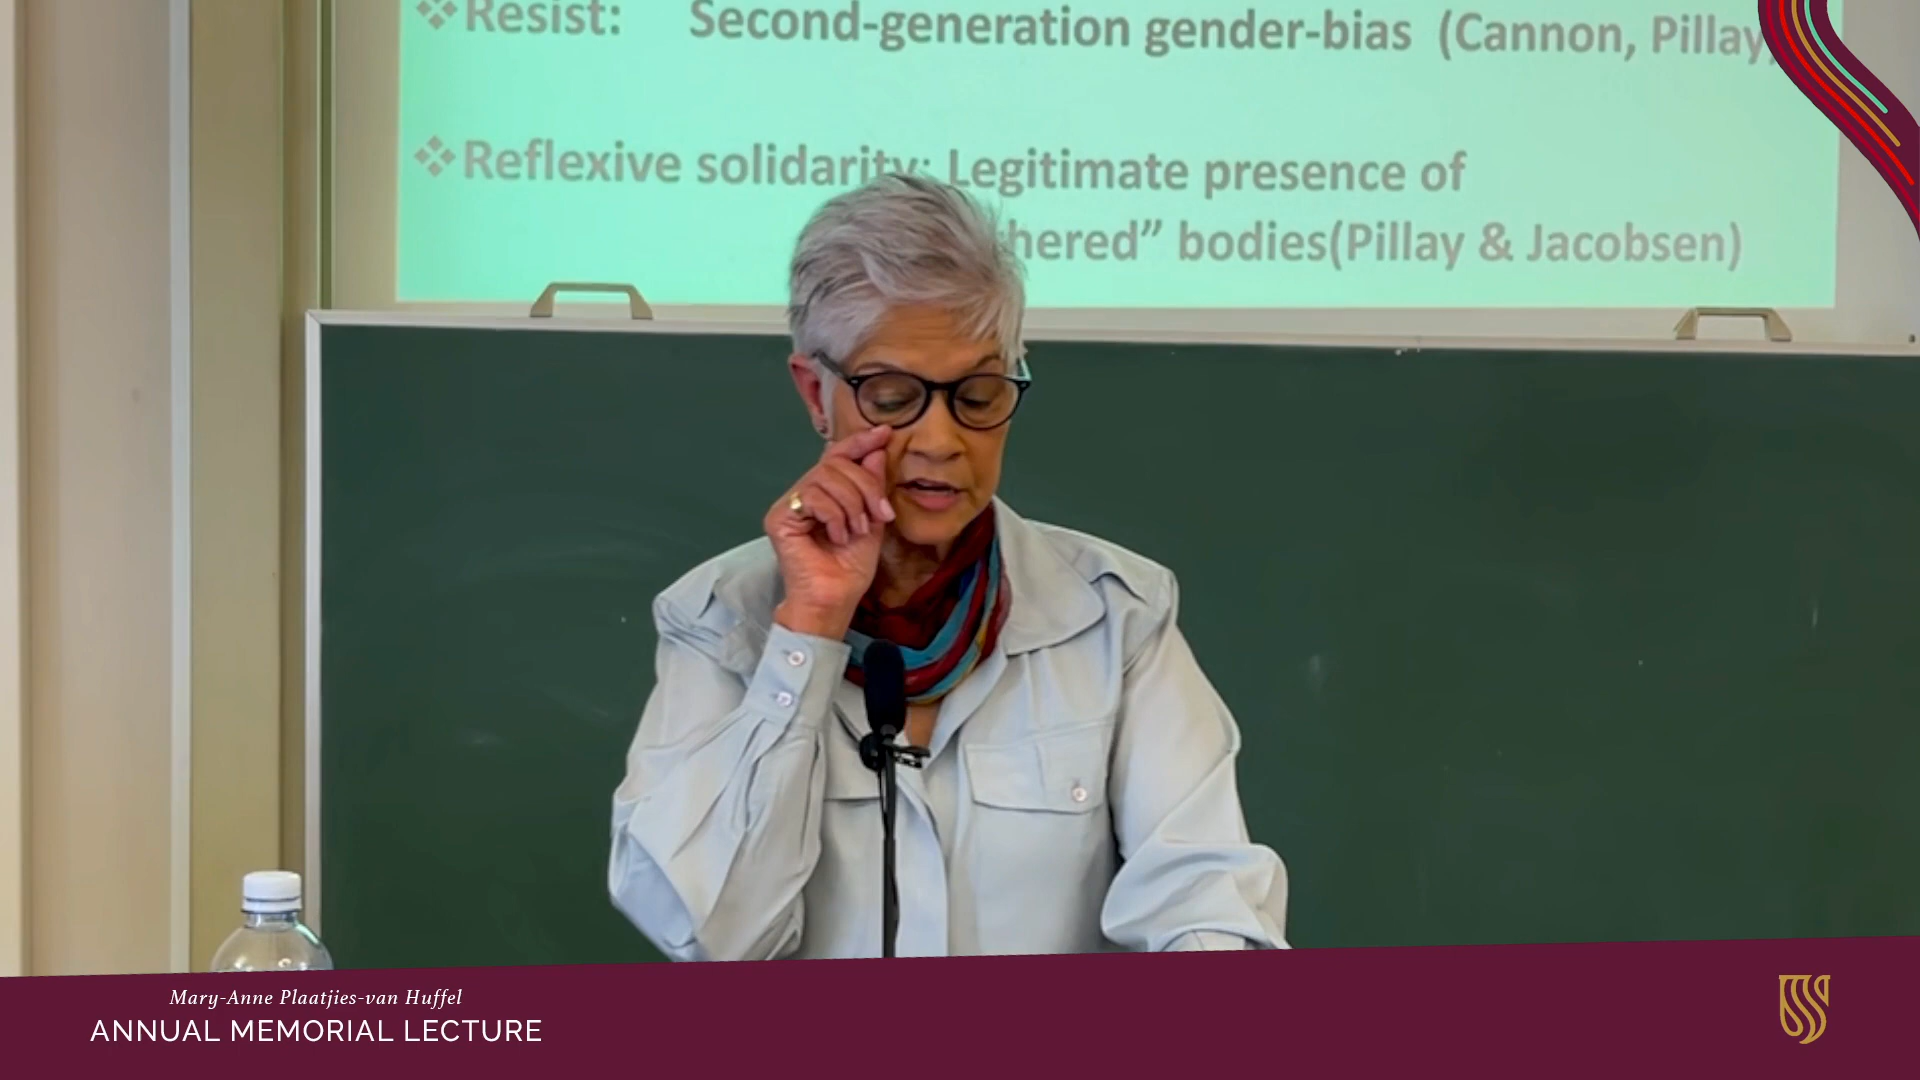 ❖Resist: Second-generation gender-bias (Cannon, Pillay,
❖Reflexive solidarity: Legitimate presence of
hered” bodies(Pillay & Jacobsen)
Mary-Anne Plaatjies-van Huffel
ANNUAL MEMORIAL LECTURE